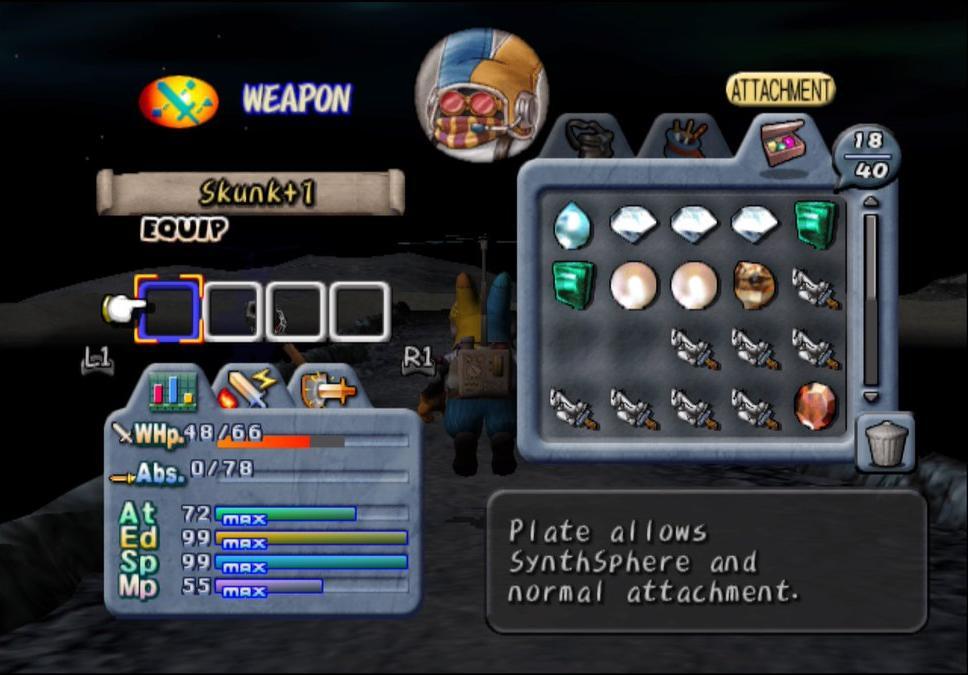 WEAPON
ATTACHMENT
18
40
Skunk+1
EQUIP
L1
R1
WHp. 48/66
Abs. 0/78
At 72 max
Ed 99 max
Sp 99 max
Mp 55 max
Plate allows
SynthSphere and
normal attachment.